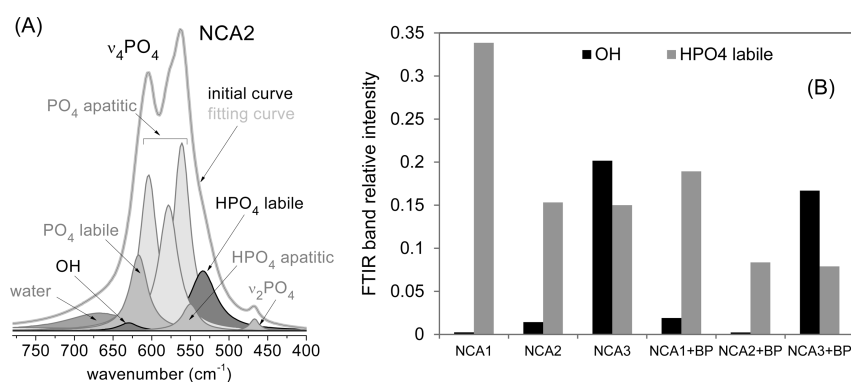 (A)
NCA2
ν4PO4
PO4 apatitic
initial curve
fitting curve
HPO4 labile
PO4 labile
OH
HPO4 apatitic
water
ν2PO4
750 700 650 600 550 500 450 400
wavenumber (cm-1)
(B)
OH HPO4 labile
FTIR band relative intensity
0.35
0.3
0.25
0.2
0.15
0.1
0.05
0
NCA1 NCA2 NCA3 NCA1+BP NCA2+BP NCA3+BP